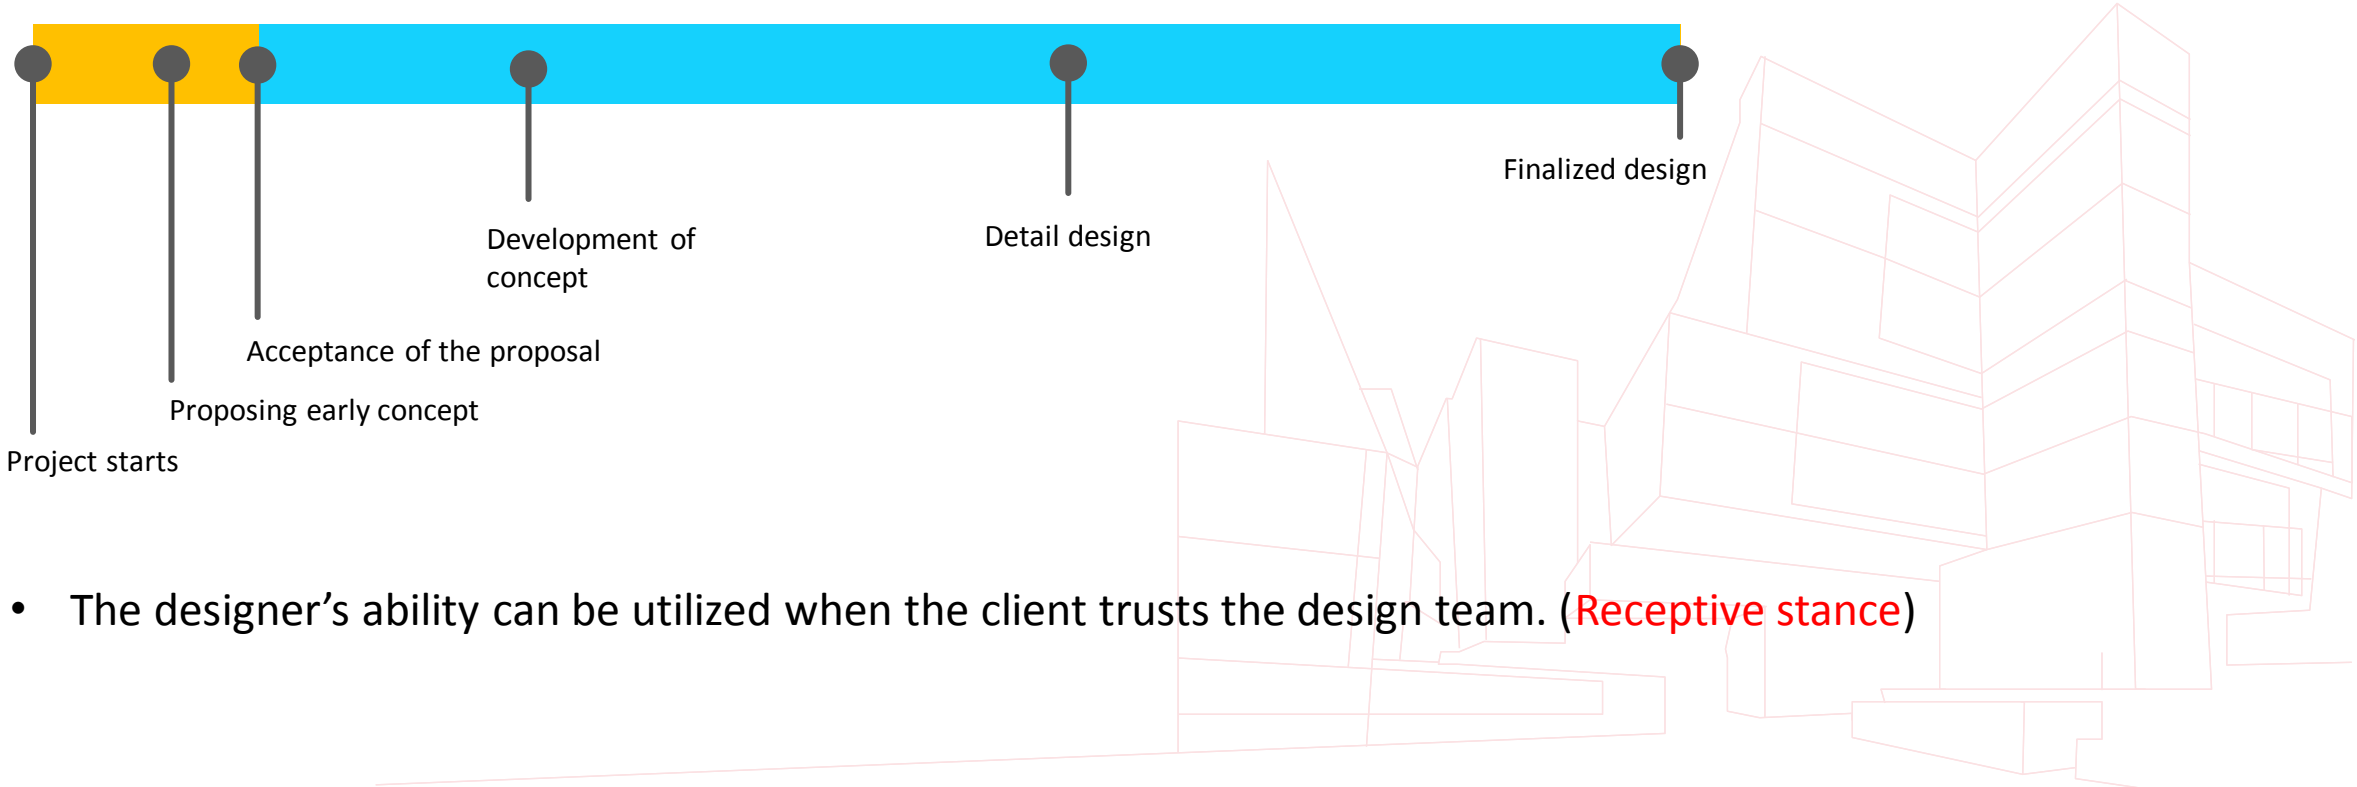 Finalized design
Development of
concept
Detail design
Acceptance of the proposal
Proposing early concept
Project starts
• The designer’s ability can be utilized when the client trusts the design team. (Receptive stance)